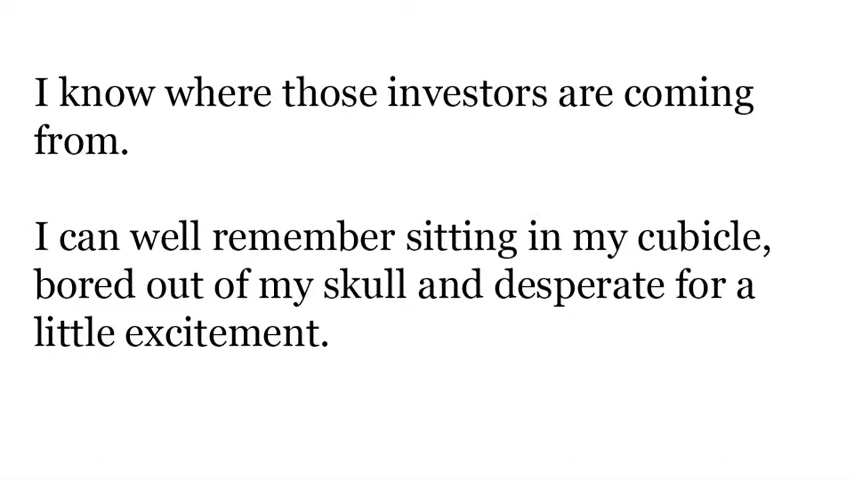 I know where those investors are coming
from.
I can well remember sitting in my cubicle,
bored out of my skull and desperate for a
little excitement.